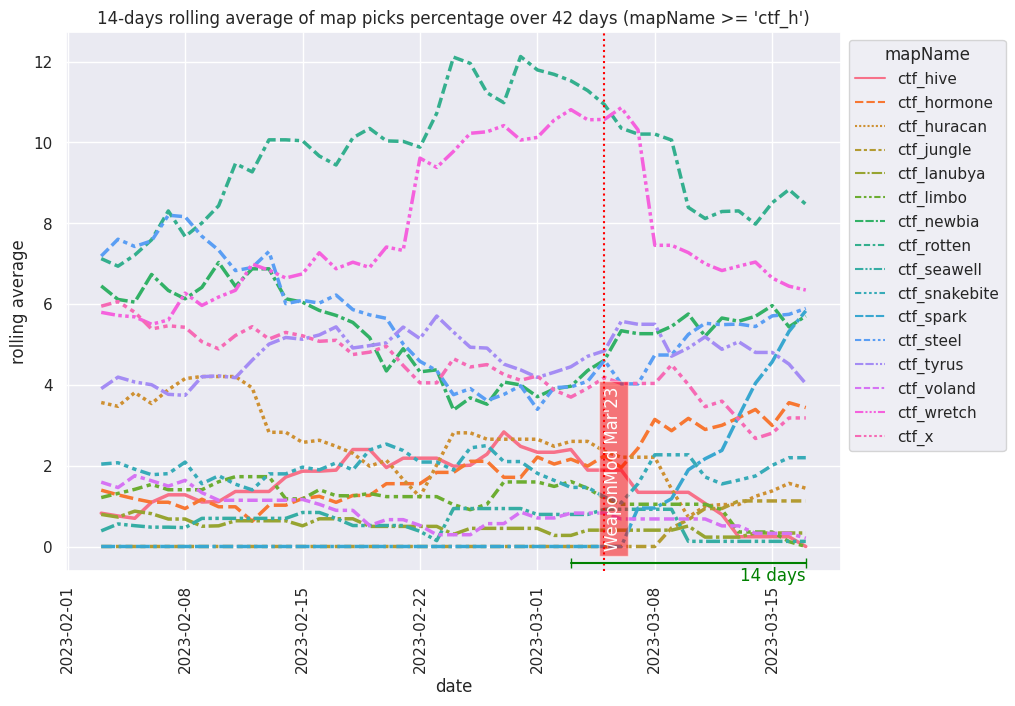 14-days rolling average of map picks percentage over 42 days (mapName >= 'ctf_h')
12
10
8
6
4
2
0
rolling average
2023-02-01
2023-02-08
2023-02-15
2023-02-22
2023-03-01
2023-03-08
2023-03-15
date
WeaponMod Mar'23
14 days
mapName
ctf_hive
ctf_hormone
ctf_huracan
ctf_jungle
ctf_lanubya
ctf_limbo
ctf_newbia
ctf_rotten
ctf_seawell
ctf_snakebite
ctf_spark
ctf_steel
ctf_tyrus
ctf_voland
ctf_wretch
ctf_x